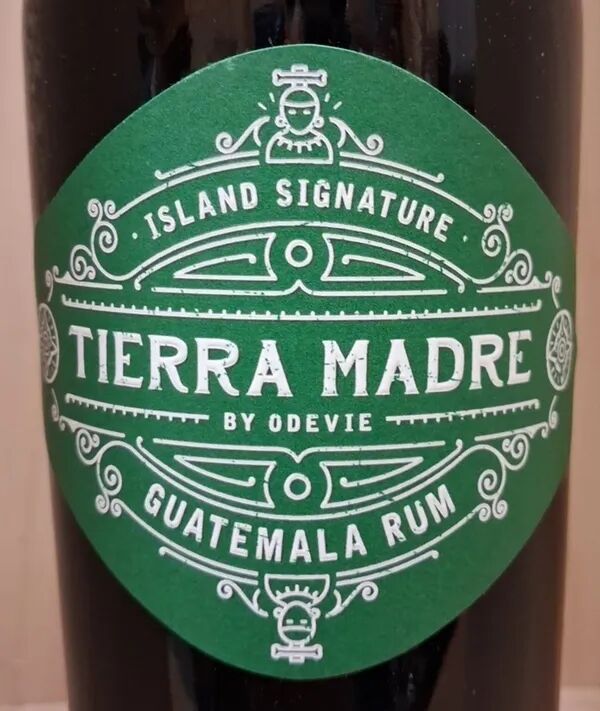 · ISLAND SIGNATURE ·
TIERRA MADRE
BY ODEVIE
GUATEMALA RUM